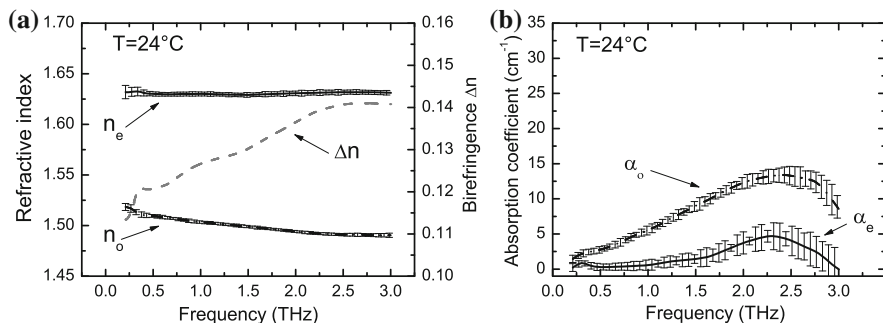 (a)
T=24°C
Refractive index
1.70
1.65
1.60
1.55
1.50
1.45
nₑ
nₒ
Δn
Birefringence Δn
0.16
0.15
0.14
0.13
0.12
0.11
0.10
0.0 0.5 1.0 1.5 2.0 2.5 3.0
Frequency (THz)
(b)
T=24°C
Absorption coefficient (cm⁻¹)
35
30
25
20
15
10
5
0
αₒ
αₑ
0.0 0.5 1.0 1.5 2.0 2.5 3.0
Frequency (THz)